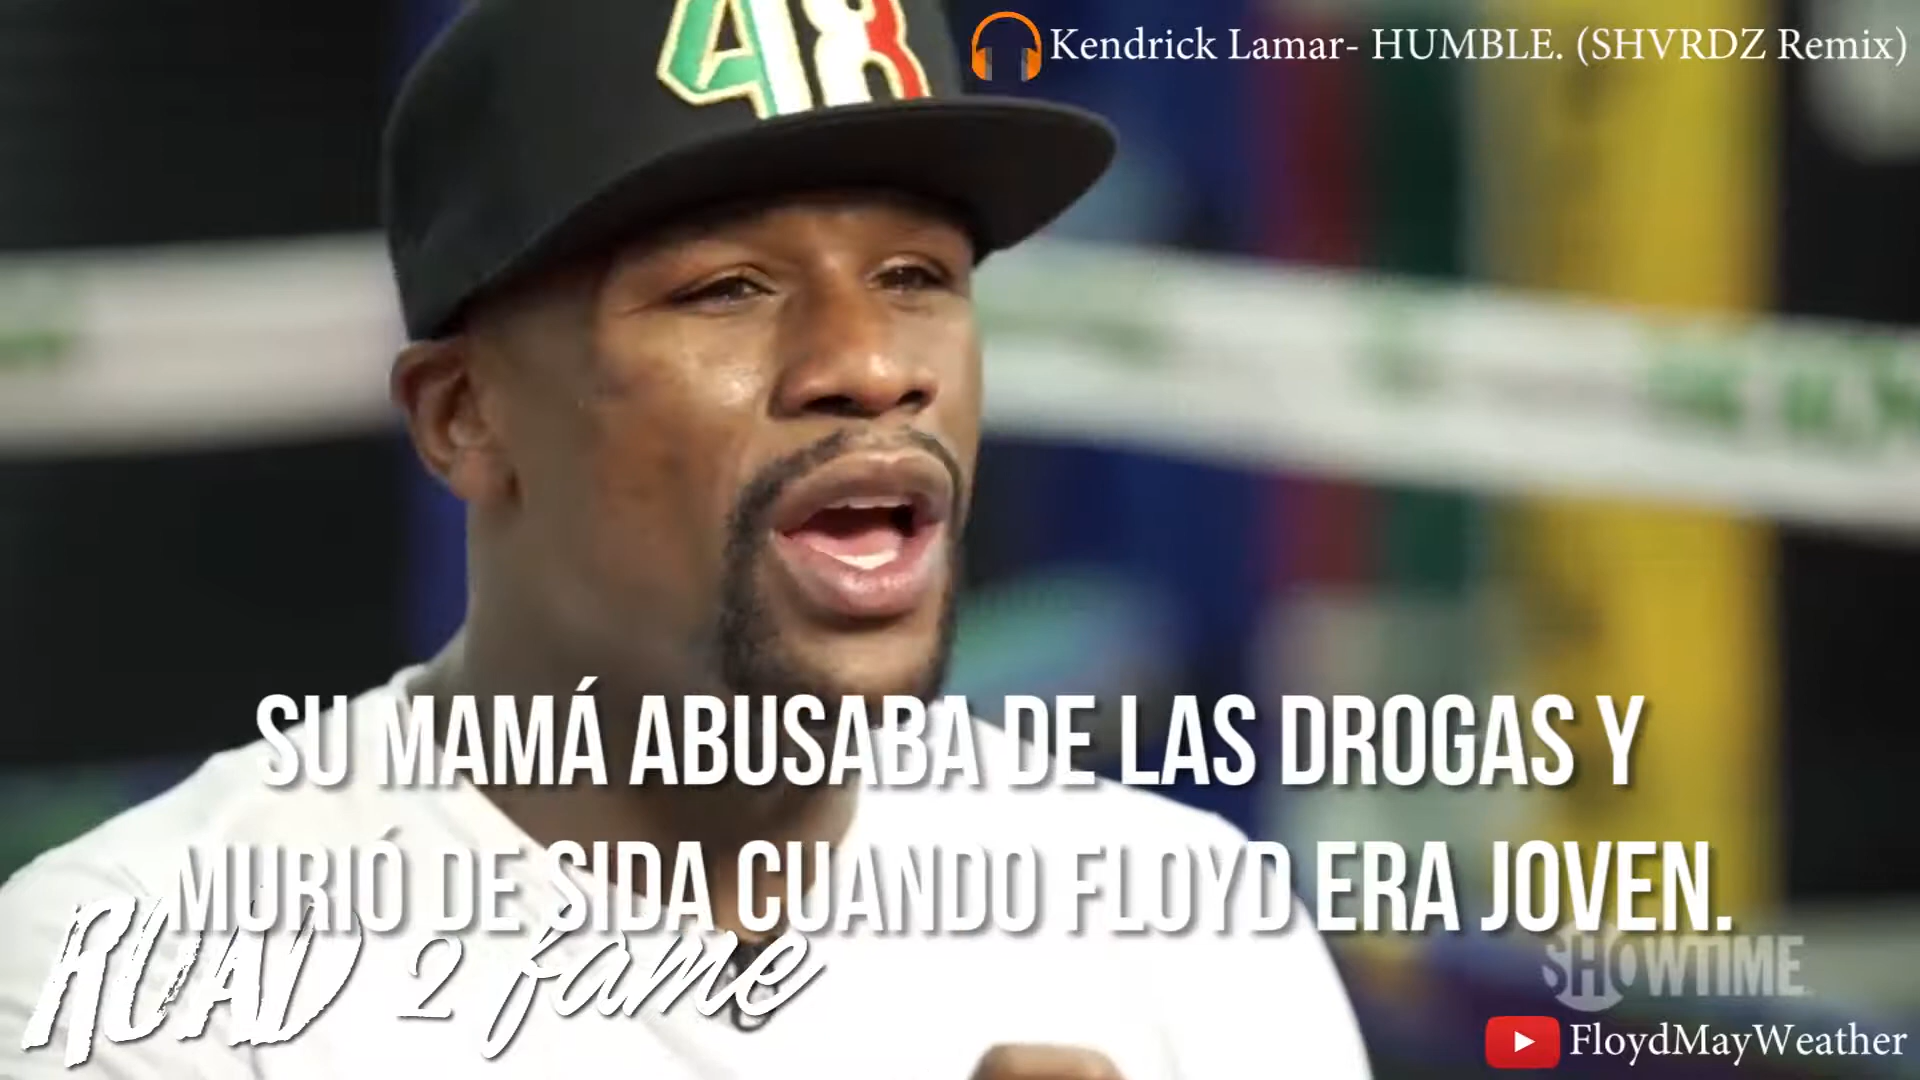 48
Kendrick Lamar- HUMBLE. (SHVRDZ Remix)
SU MAMÁ ABUSABA DE LAS DROGAS Y
MURIÓ DE SIDA CUANDO FLOYD ERA JOVEN.
ROAD 2 fame
SHOWTIME
FloydMayWeather